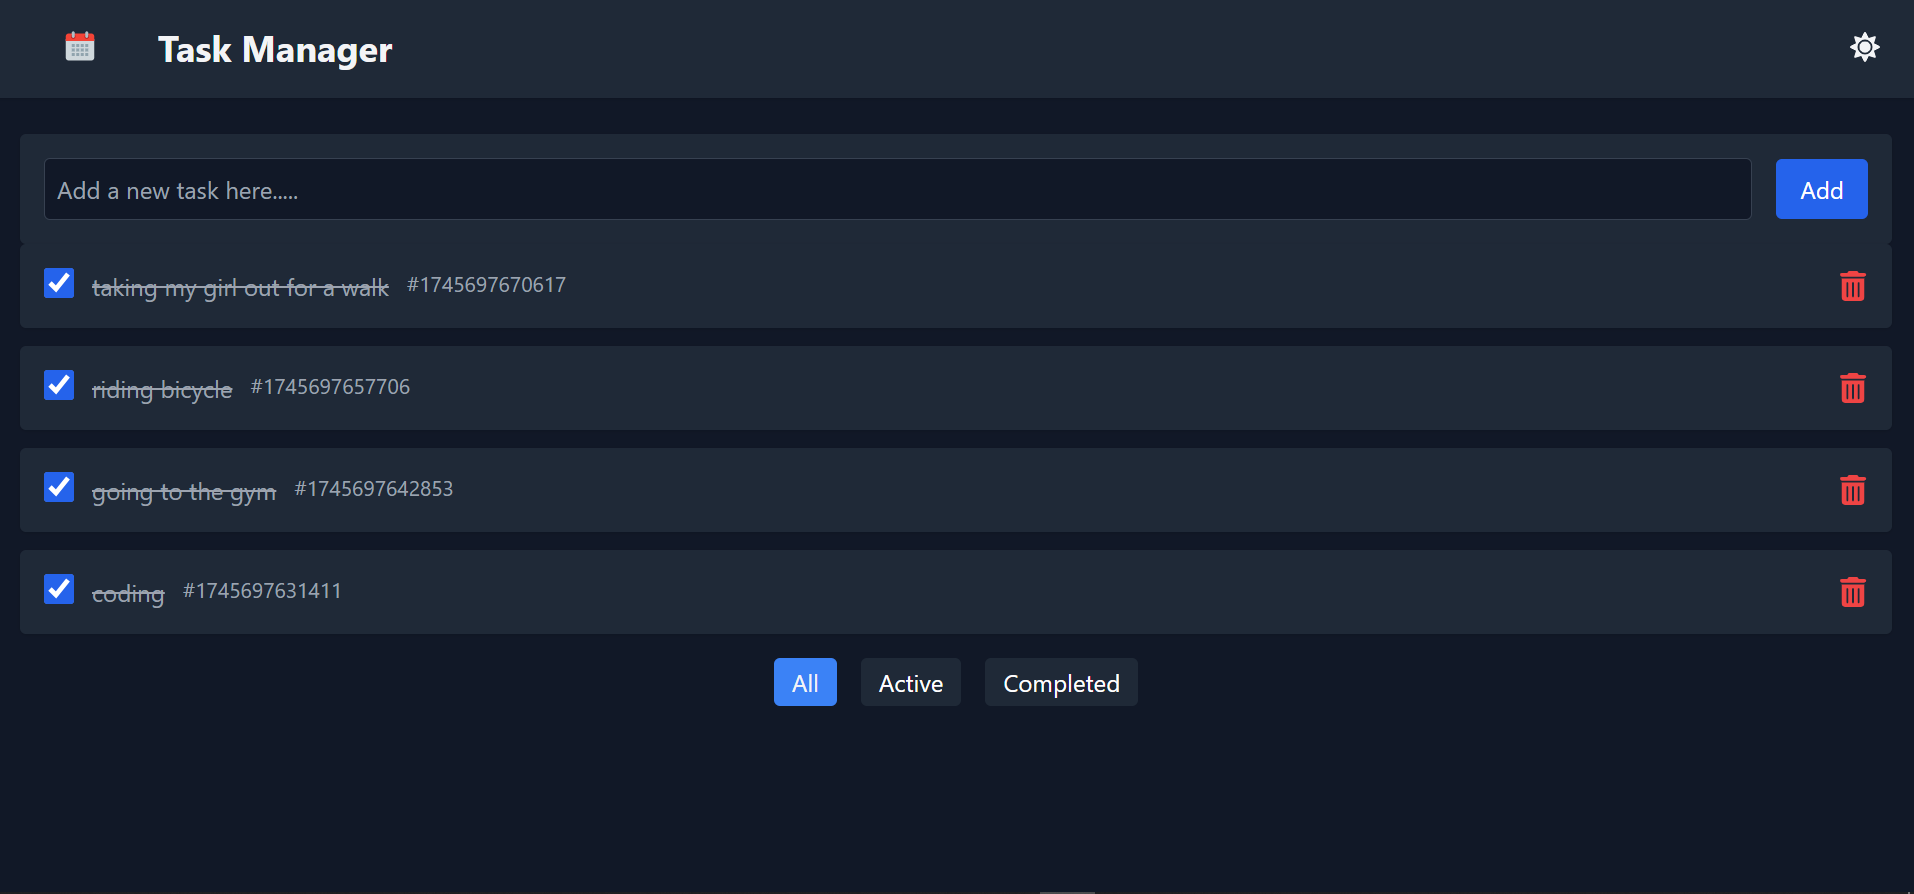 Task Manager
Add a new task here.....
Add
taking my girl out for a walk #1745697670617
riding bicycle #1745697657706
going to the gym #1745697642853
coding #1745697631411
All Active Completed